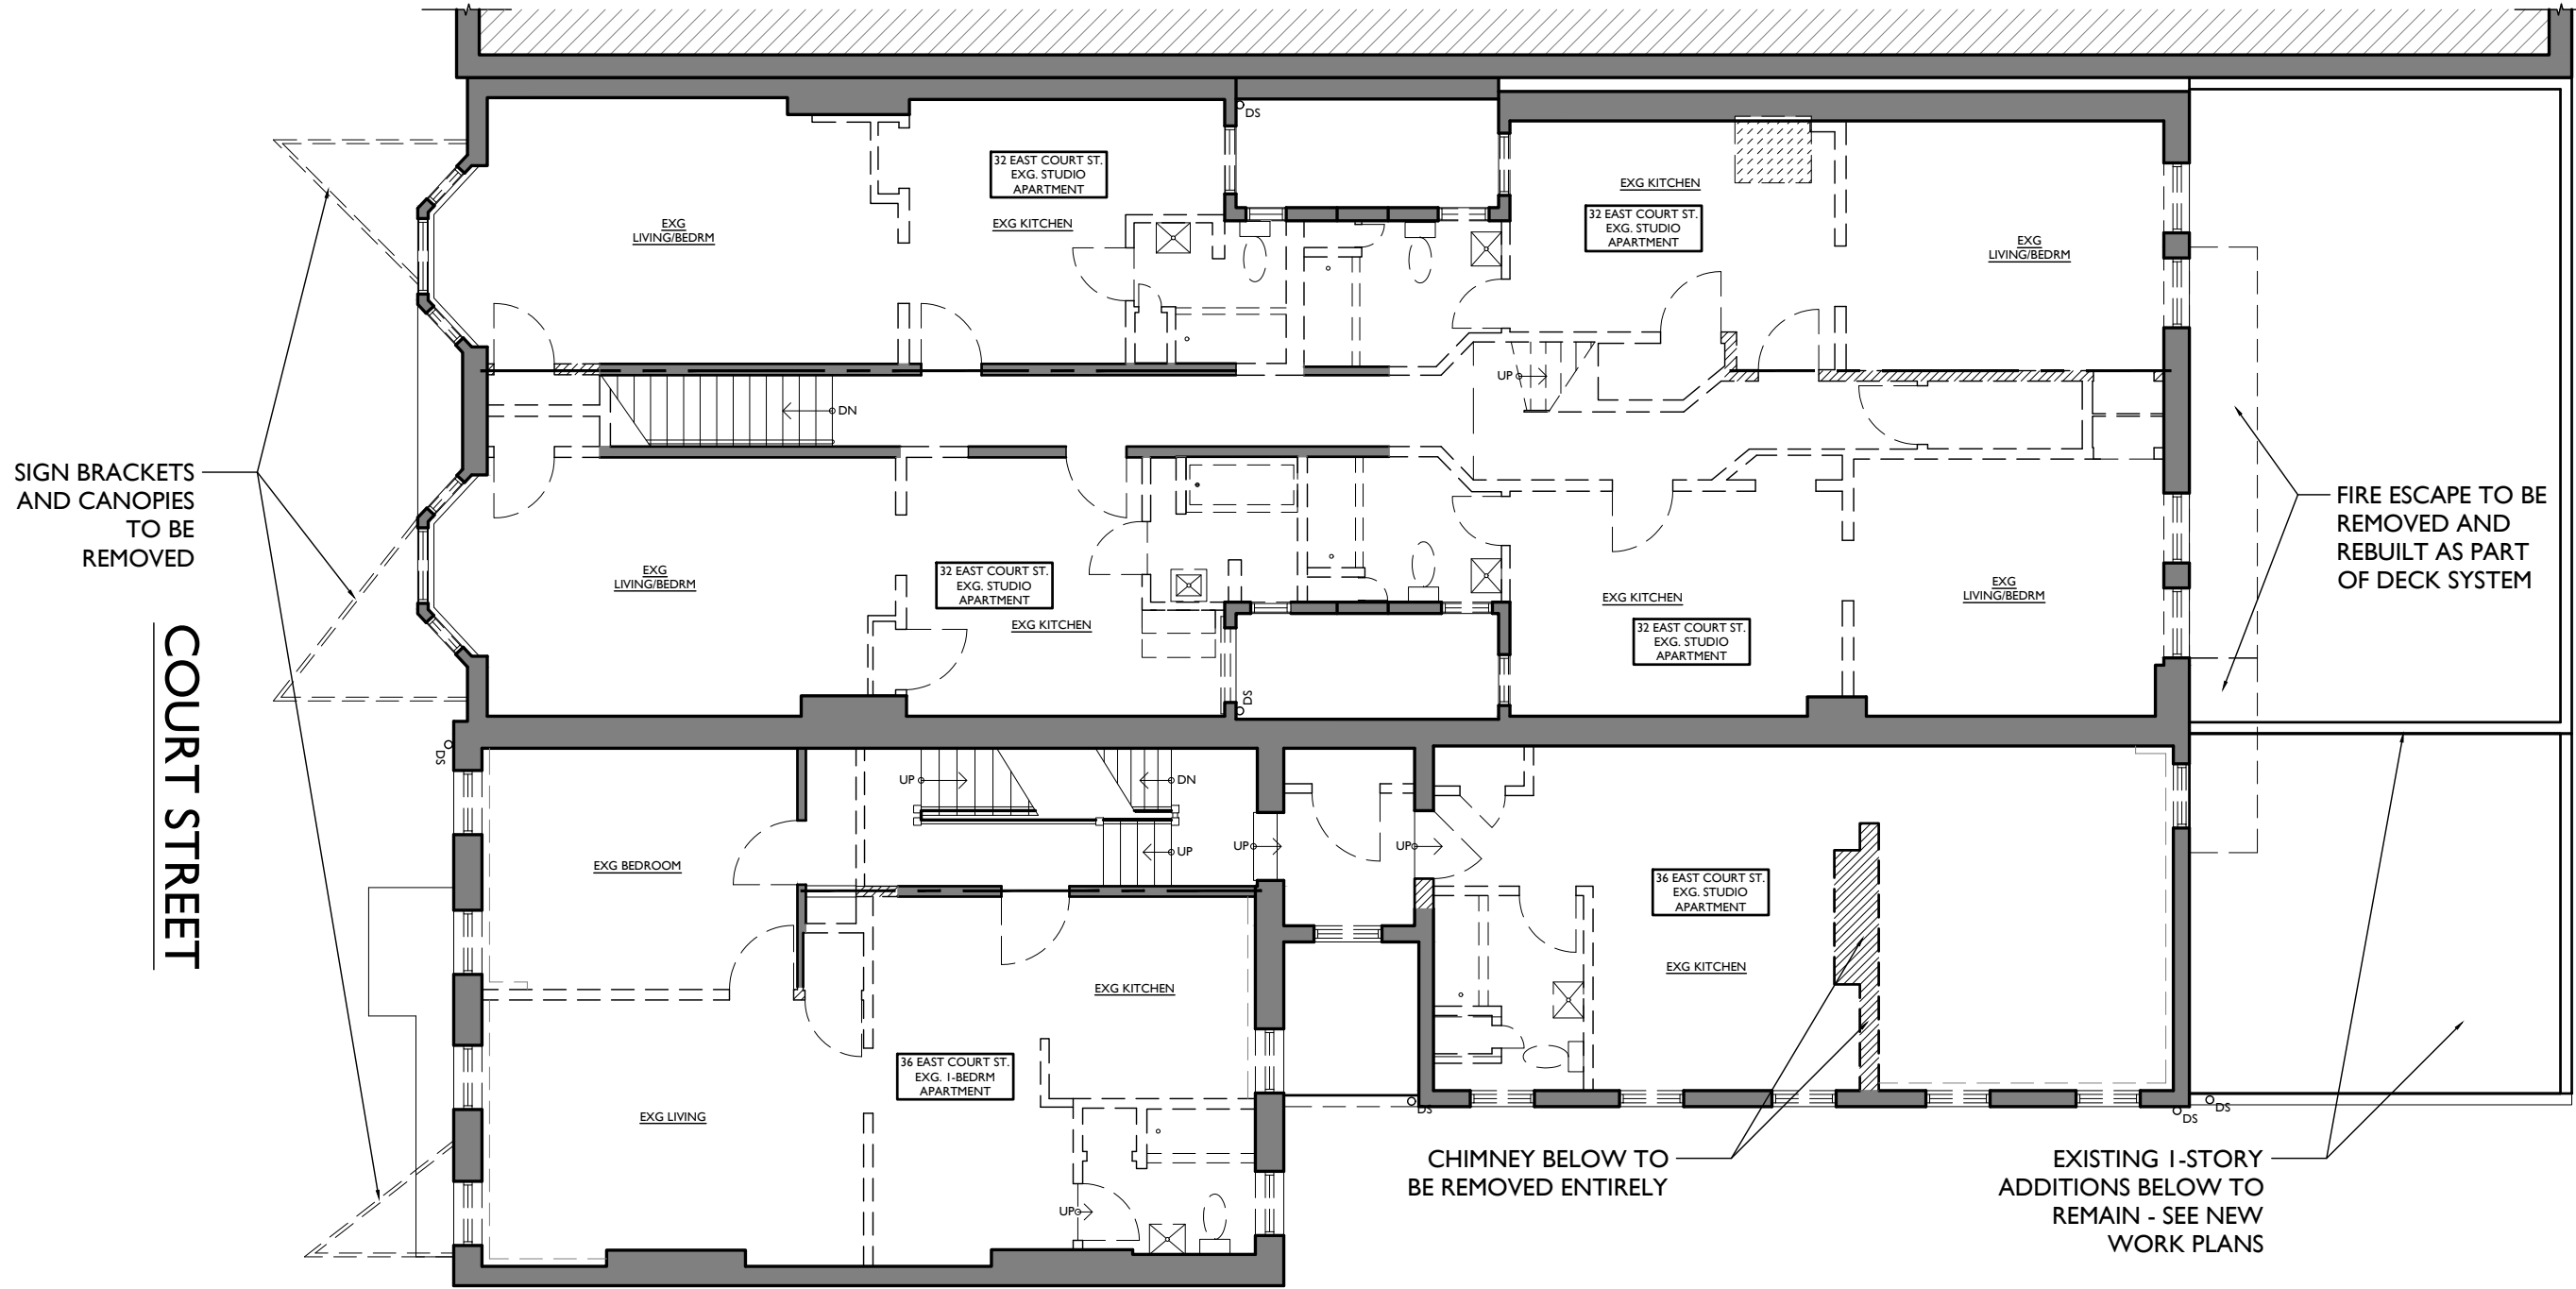 DS
32 EAST COURT ST.
EXG. STUDIO
APARTMENT
EXG KITCHEN
EXG
LIVING/BEDRM
EXG KITCHEN
32 EAST COURT ST.
EXG. STUDIO
APARTMENT
EXG
LIVING/BEDRM
UP
DN
SIGN BRACKETS
AND CANOPIES
TO BE
REMOVED
FIRE ESCAPE TO BE
REMOVED AND
REBUILT AS PART
OF DECK SYSTEM
EXG
LIVING/BEDRM
32 EAST COURT ST.
EXG. STUDIO
APARTMENT
EXG KITCHEN
EXG KITCHEN
32 EAST COURT ST.
EXG. STUDIO
APARTMENT
EXG
LIVING/BEDRM
DS
COURT STREET
DS
UP
DN
UP
UP
UP
EXG BEDROOM
36 EAST COURT ST.
EXG. STUDIO
APARTMENT
EXG KITCHEN
EXG KITCHEN
36 EAST COURT ST.
EXG. 1-BEDRM
APARTMENT
EXG LIVING
UP
DS
DS
DS
CHIMNEY BELOW TO
BE REMOVED ENTIRELY
EXISTING 1-STORY
ADDITIONS BELOW TO
REMAIN - SEE NEW
WORK PLANS